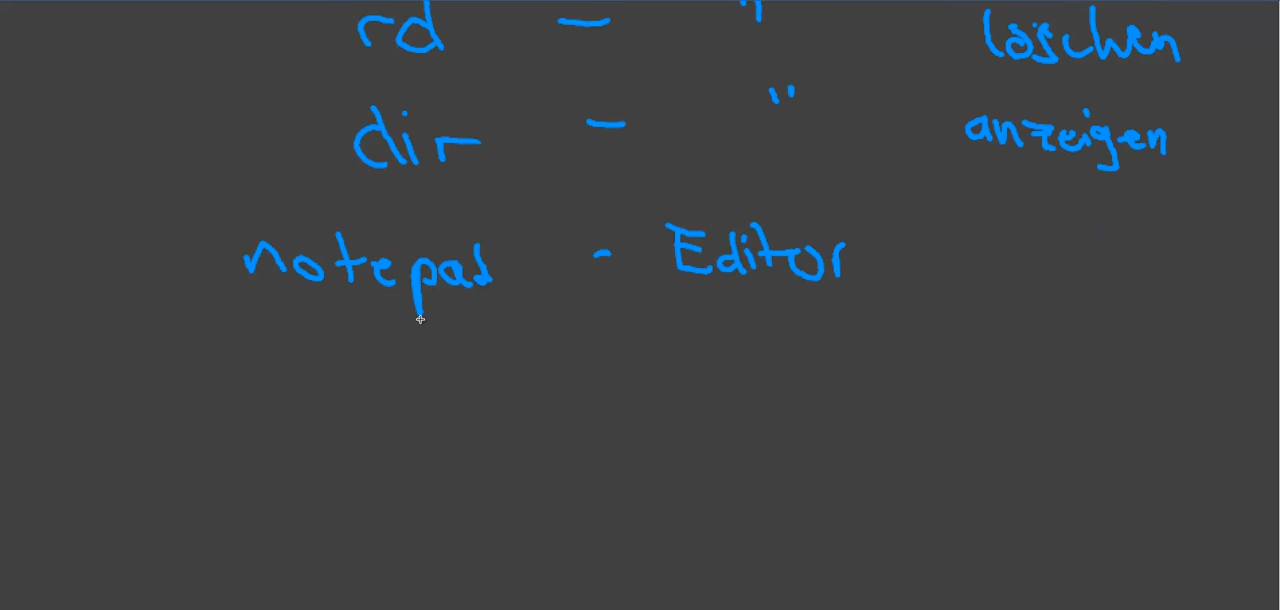 rd - " löschen
dir - " anzeigen
notepad - Editor